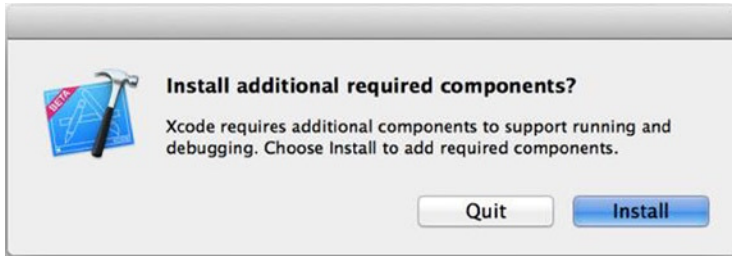 BETA
Install additional required components?
Xcode requires additional components to support running and
debugging. Choose Install to add required components.
Quit Install